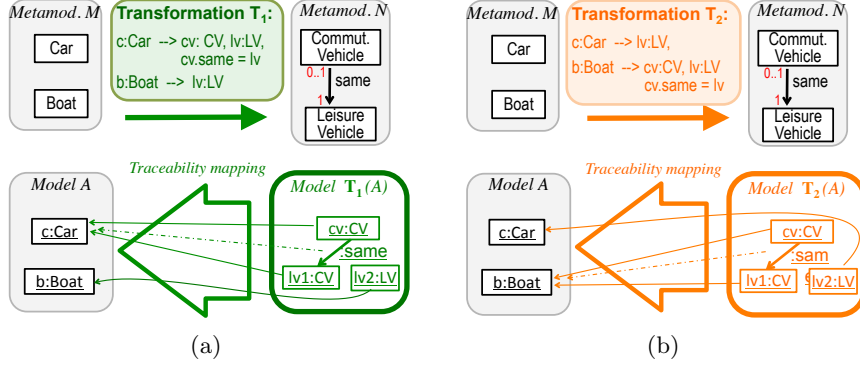 Metamod. M
Car
Boat
Transformation T1:
c:Car --> cv: CV, lv:LV,
cv.same = lv
b:Boat --> lv:LV
Metamod. N
Commut.
Vehicle
0..1
same
1
Leisure
Vehicle
Model A
c:Car
b:Boat
Traceability mapping
Model T1(A)
cv:CV
:same
lv1:CV
lv2:LV
(a)
Metamod. M
Car
Boat
Transformation T2:
c:Car --> lv:LV,
b:Boat --> cv:CV, lv:LV
cv.same = lv
Metamod. N
Commut.
Vehicle
0..1
same
1
Leisure
Vehicle
Model A
c:Car
b:Boat
Traceability mapping
Model T2(A)
cv:CV
:sam
e
lv1:CV
lv2:LV
(b)